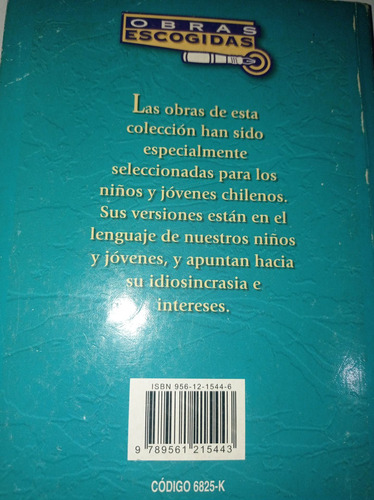 OBRAS
ESCOGIDAS
Las obras de esta
colección han sido
especialmente
seleccionadas para los
niños y jóvenes chilenos.
Sus versiones están en el
lenguaje de nuestros niños
y jóvenes, y apuntan hacia
su idiosincrasia e
intereses.
ISBN 956-12-1544-6
9 789561 215443
CÓDIGO 6825-K